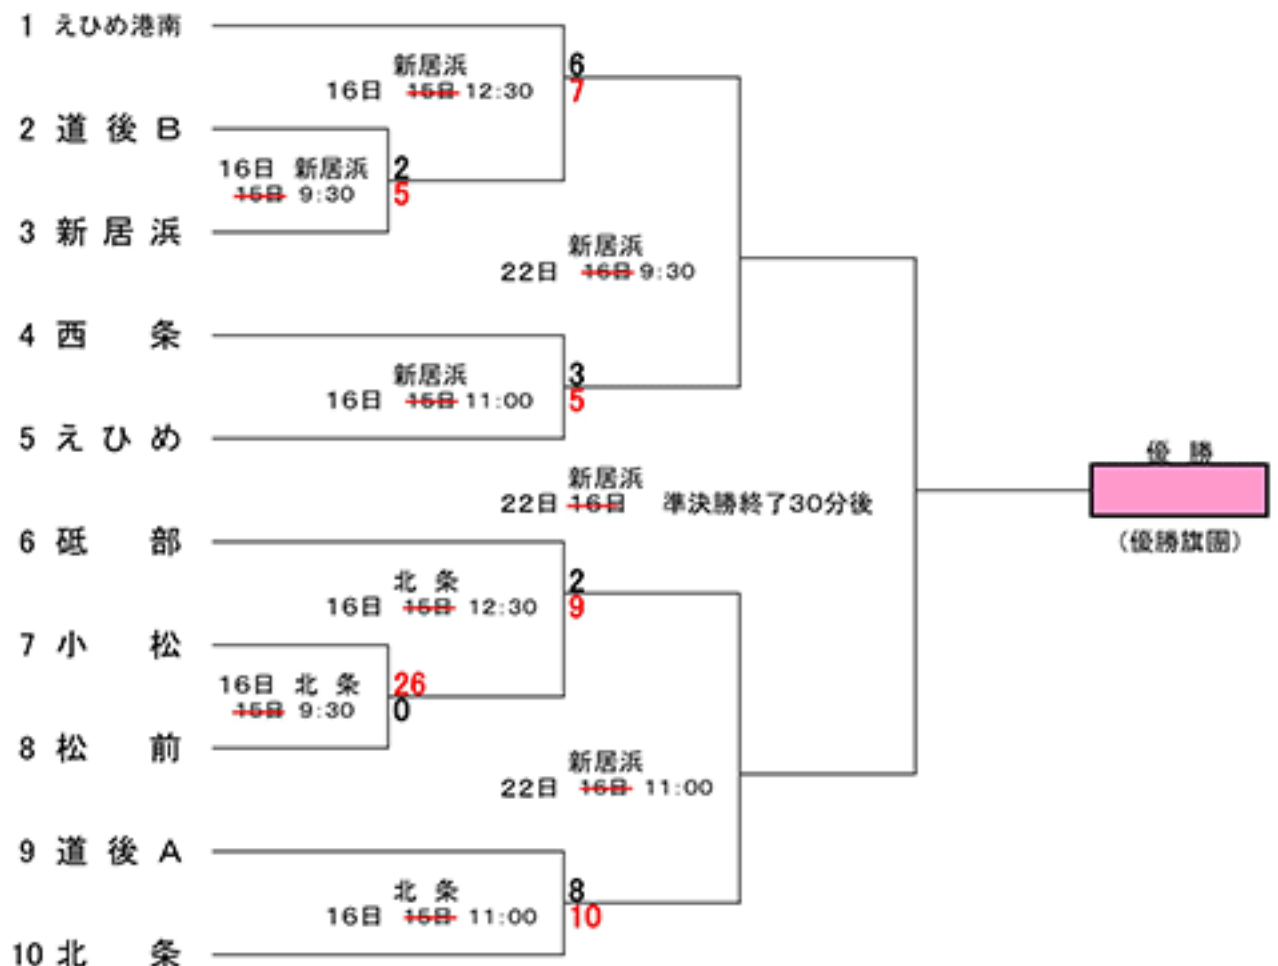 1 えひめ港南
新居浜
16日 15日 12:30
6
7
2 道後B
16日 新居浜
15日 9:30
2
5
3 新居浜
新居浜
22日 16日 9:30
4 西条
新居浜
16日 15日 11:00
3
5
5 えひめ
優勝
(優勝旗團)
新居浜
22日 16日 準決勝終了30分後
6 砥部
北条
16日 15日 12:30
2
9
7 小松
16日 北条
15日 9:30
26
0
8 松前
新居浜
22日 16日 11:00
9 道後A
北条
16日 15日 11:00
8
10
10 北条